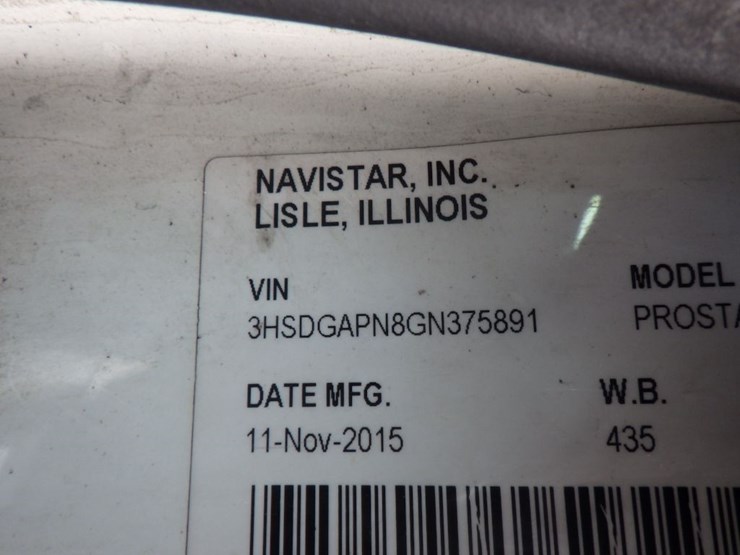 NAVISTAR, INC.
LISLE, ILLINOIS
VIN MODEL
3HSDGAPN8GN375891 PROSTA
DATE MFG. W.B.
11-Nov-2015 435